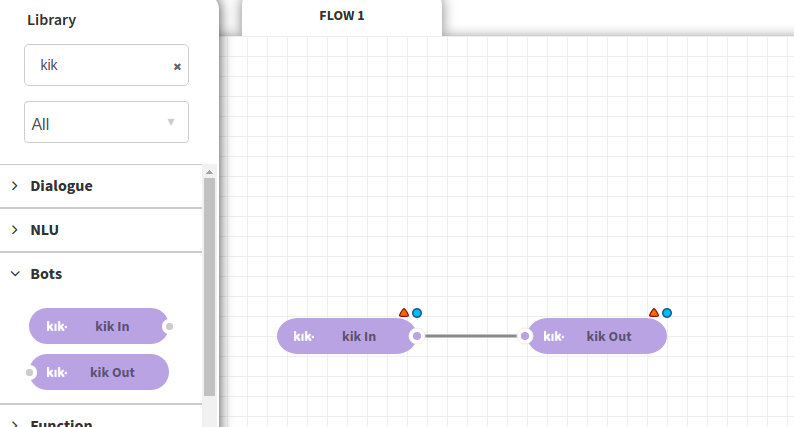 Library
FLOW 1
kik
All
Dialogue
NLU
Bots
kik· kik In
kik· kik Out
Function
kik· kik In
kik· kik Out